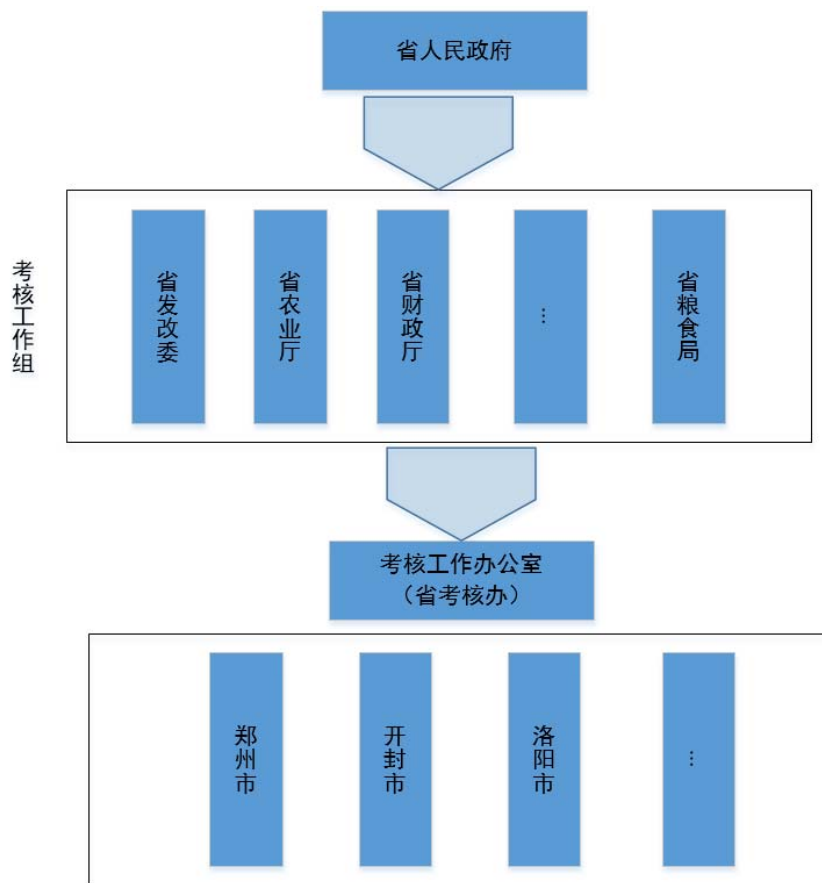 省人民政府
考核工作组
省发改委
省农业厅
省财政厅
...
省粮食局
考核工作办公室
（省考核办）
郑州市
开封市
洛阳市
...